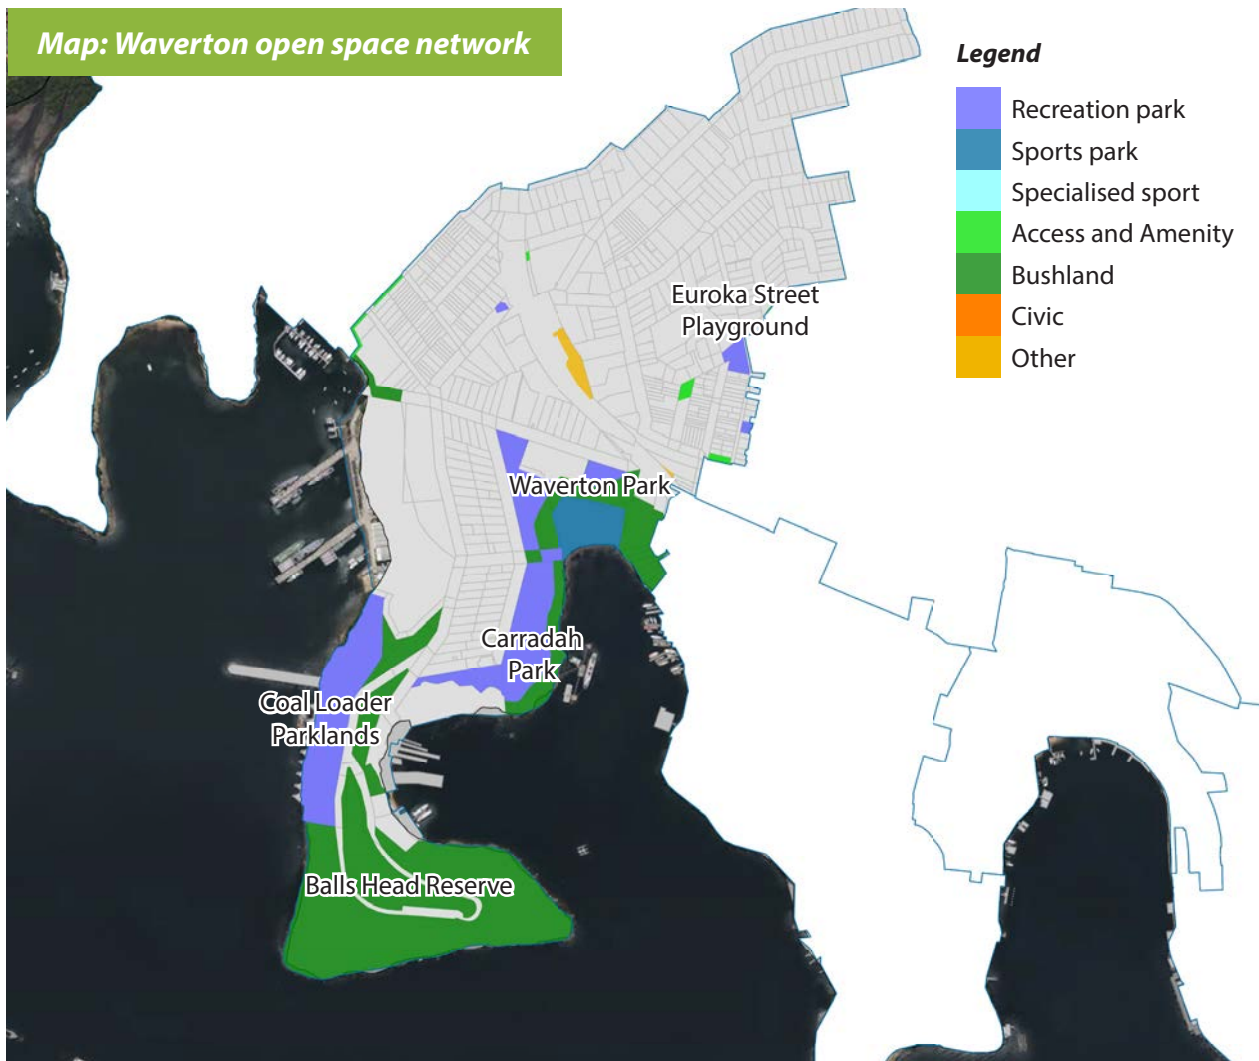 Map: Waverton open space network
Legend
Recreation park
Sports park
Specialised sport
Access and Amenity
Bushland
Civic
Other
Euroka Street
Playground
Waverton Park
Carradah
Park
Coal Loader
Parklands
Balls Head Reserve